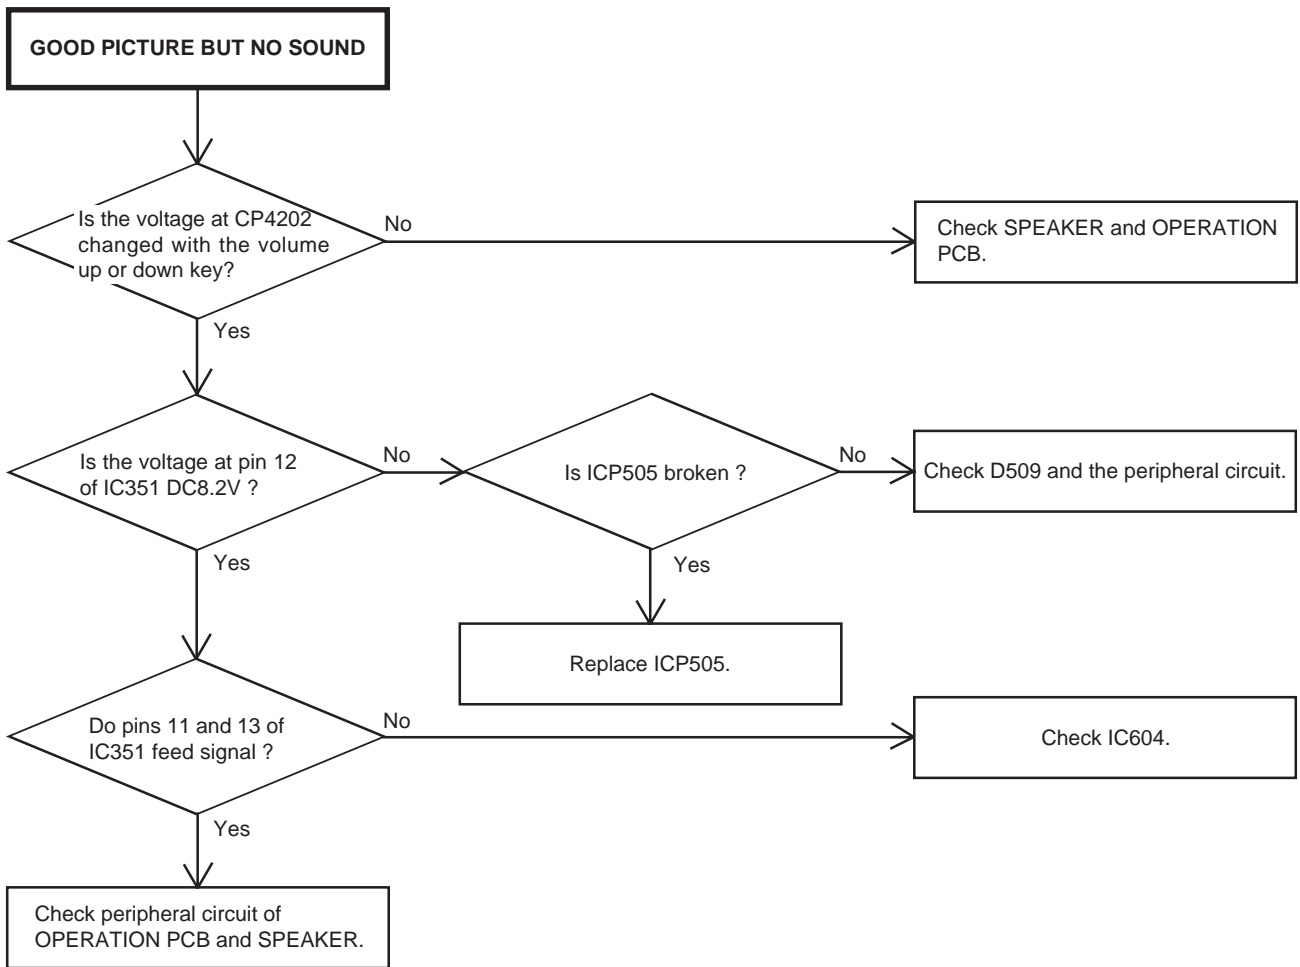 GOOD PICTURE BUT NO SOUND
Is the voltage at CP4202
changed with the volume
up or down key?
No
Check SPEAKER and OPERATION
PCB.
Yes
Is the voltage at pin 12
of IC351 DC8.2V ?
No
Is ICP505 broken ?
No
Check D509 and the peripheral circuit.
Yes
Yes
Replace ICP505.
Do pins 11 and 13 of
IC351 feed signal ?
No
Check IC604.
Yes
Check peripheral circuit of
OPERATION PCB and SPEAKER.